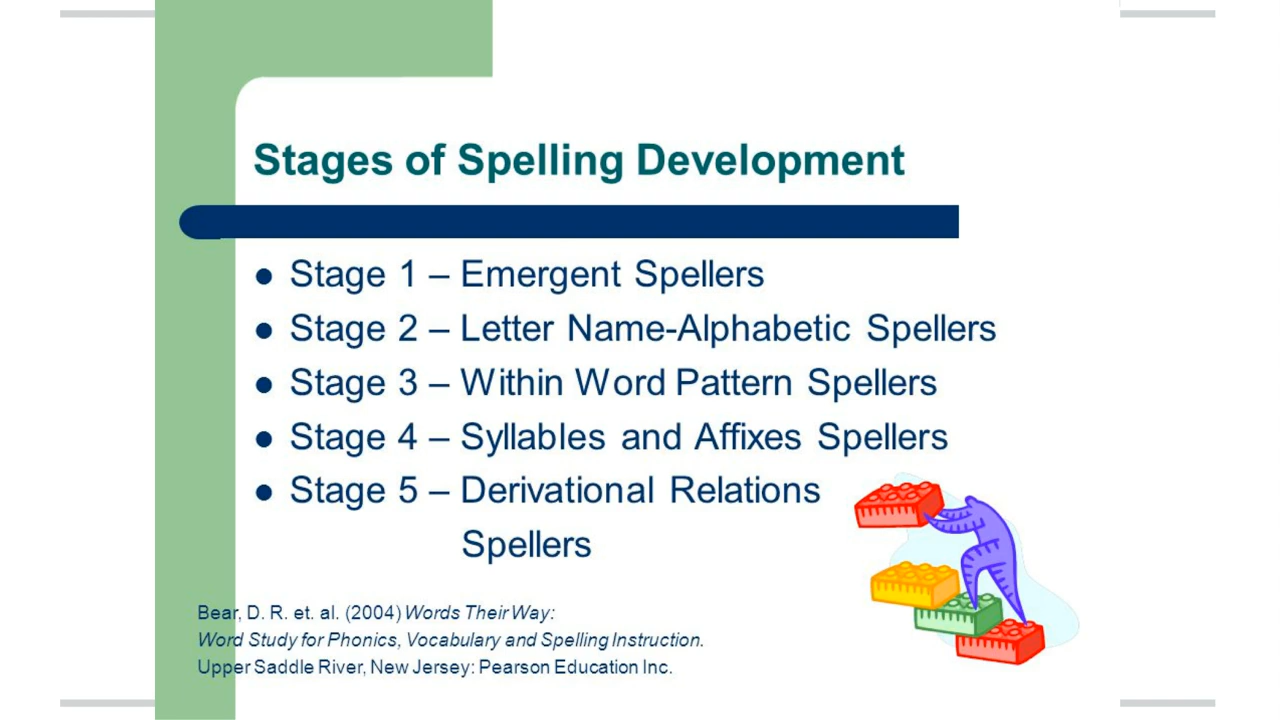 Stages of Spelling Development
● Stage 1 – Emergent Spellers
● Stage 2 – Letter Name-Alphabetic Spellers
● Stage 3 – Within Word Pattern Spellers
● Stage 4 – Syllables and Affixes Spellers
● Stage 5 – Derivational Relations
Spellers
Bear, D. R. et. al. (2004) Words Their Way:
Word Study for Phonics, Vocabulary and Spelling Instruction.
Upper Saddle River, New Jersey: Pearson Education Inc.